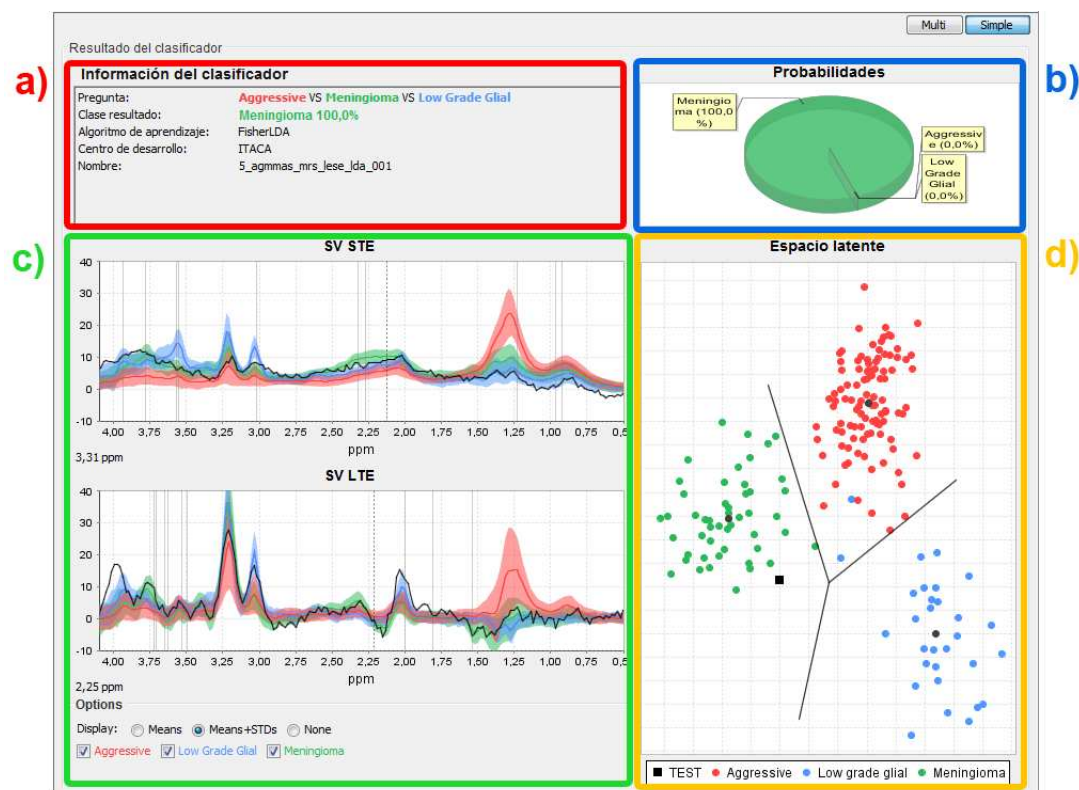 Multi
Simple
Resultado del clasificador
a)
Información del clasificador
Pregunta: Aggressive VS Meningioma VS Low Grade Glial
Clase resultado: Meningioma 100,0%
Algoritmo de aprendizaje: FisherLDA
Centro de desarrollo: ITACA
Nombre: 5_agmmas_mrs_lese_lda_001
b)
Probabilidades
Meningio
ma (100,0
%)
Aggressiv
e (0,0%)
Low
Grade
Glial
(0,0%)
c)
SV STE
40
30
20
10
0
-10
4,00 3,75 3,50 3,25 3,00 2,75 2,50 2,25 2,00 1,75 1,50 1,25 1,00 0,75 0,5
ppm
3,31 ppm
SV LTE
40
30
20
10
0
-10
4,00 3,75 3,50 3,25 3,00 2,75 2,50 2,25 2,00 1,75 1,50 1,25 1,00 0,75 0,5
ppm
2,25 ppm
Options
Display: Means Means+STDs None
Aggressive Low Grade Glial Meningioma
d)
Espacio latente
TEST Aggressive Low grade glial Meningioma